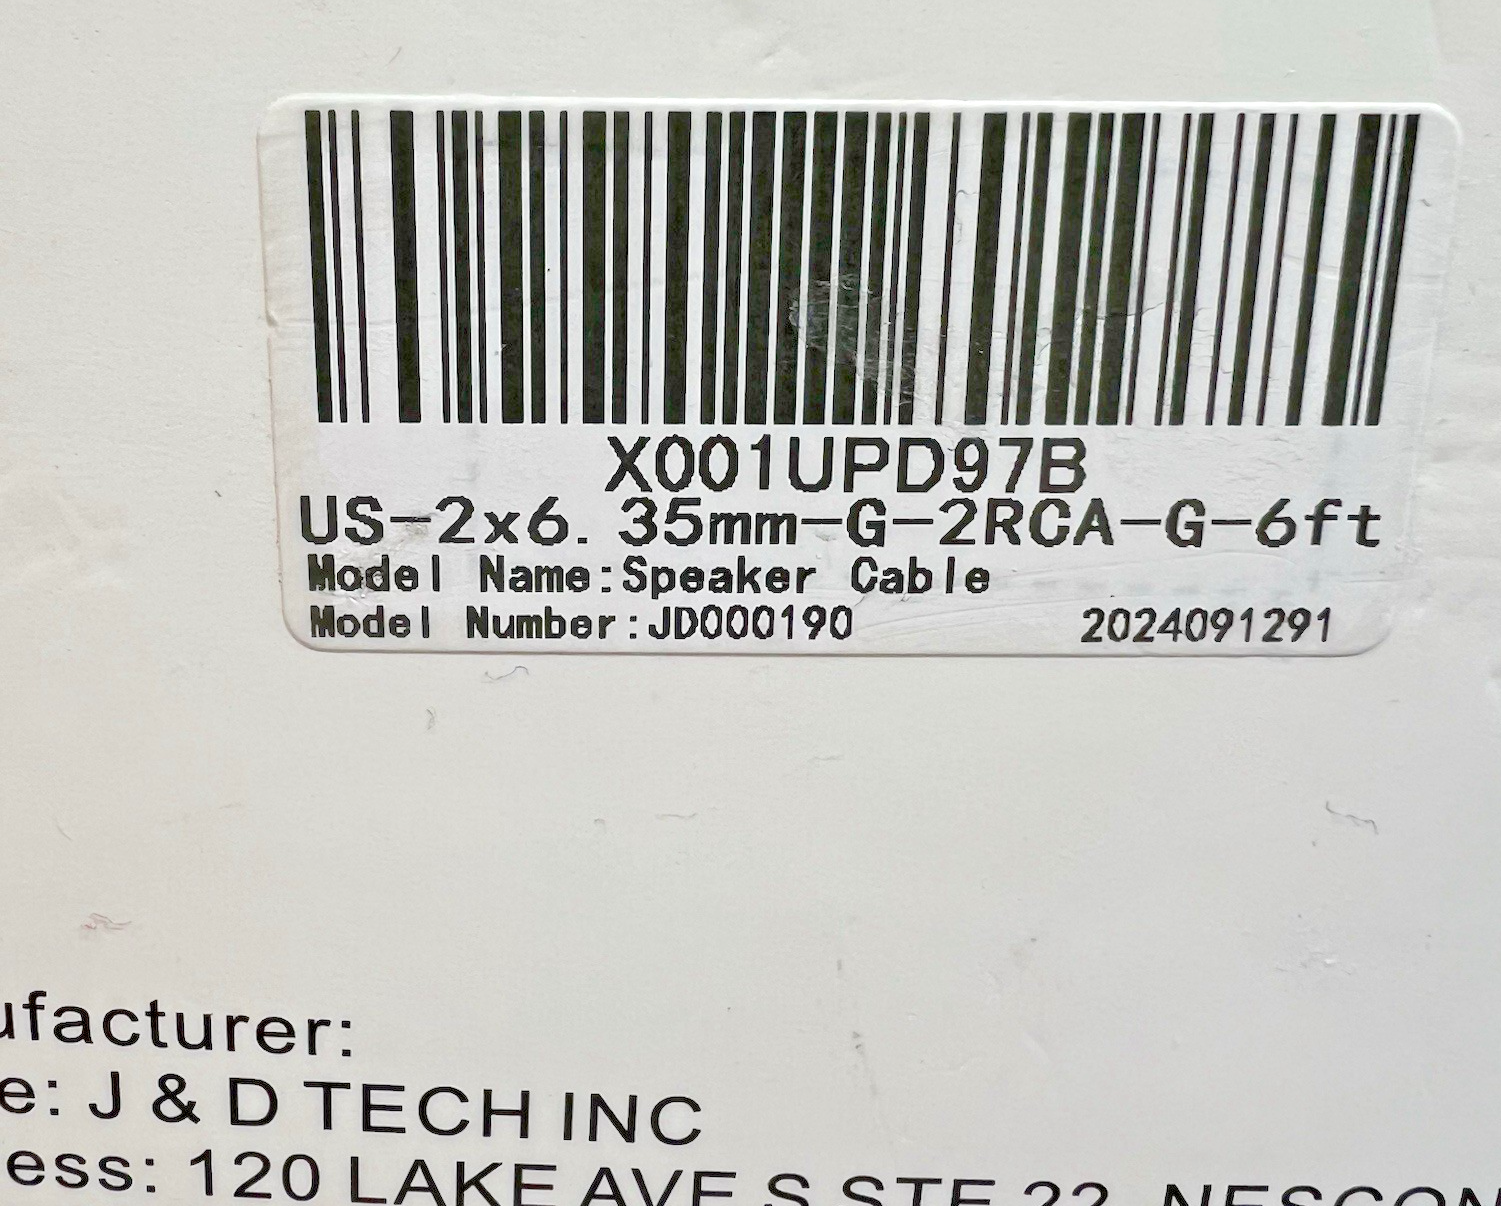 X001UPD97B
US-2x6.35mm-G-2RCA-G-6ft
Model Name:Speaker Cable
Model Number:JD000190 2024091291
ufacturer:
e: J & D TECH INC
ess: 120 LAKE AVE S STE 22, NESCON